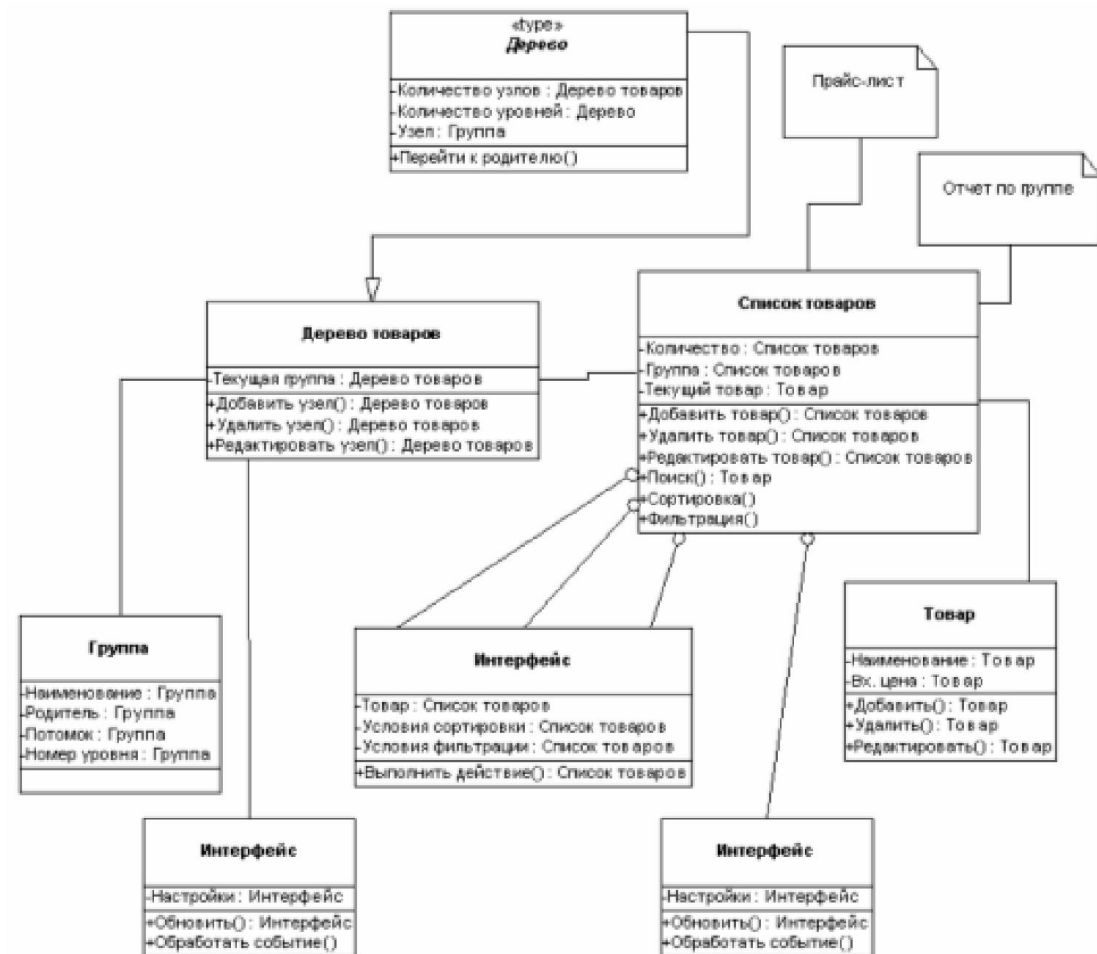 «type»
Дерево
-Количество узлов : Дерево товаров
-Количество уровней : Дерево
-Узел : Группа
+Перейти к родителю()
Прайс-лист
Отчет по группе
Дерево товаров
-Текущая группа : Дерево товаров
+Добавить узел() : Дерево товаров
+Удалить узел() : Дерево товаров
+Редактировать узел() : Дерево товаров
Список товаров
-Количество : Список товаров
-Группа : Список товаров
-Текущий товар : Товар
+Добавить товар() : Список товаров
+Удалить товар() : Список товаров
+Редактировать товар() : Список товаров
+Поиск() : Товар
+Сортировка()
+Фильтрация()
Группа
-Наименование : Группа
-Родитель : Группа
-Потомок : Группа
-Номер уровня : Группа
Интерфейс
-Товар : Список товаров
-Условия сортировки : Список товаров
-Условия фильтрации : Список товаров
+Выполнить действие() : Список товаров
Товар
-Наименование : Товар
-Вх. цена : Товар
+Добавить() : Товар
+Удалить() : Товар
+Редактировать() : Товар
Интерфейс
-Настройки : Интерфейс
+Обновить() : Интерфейс
+Обработать событие()
Интерфейс
-Настройки : Интерфейс
+Обновить() : Интерфейс
+Обработать событие()